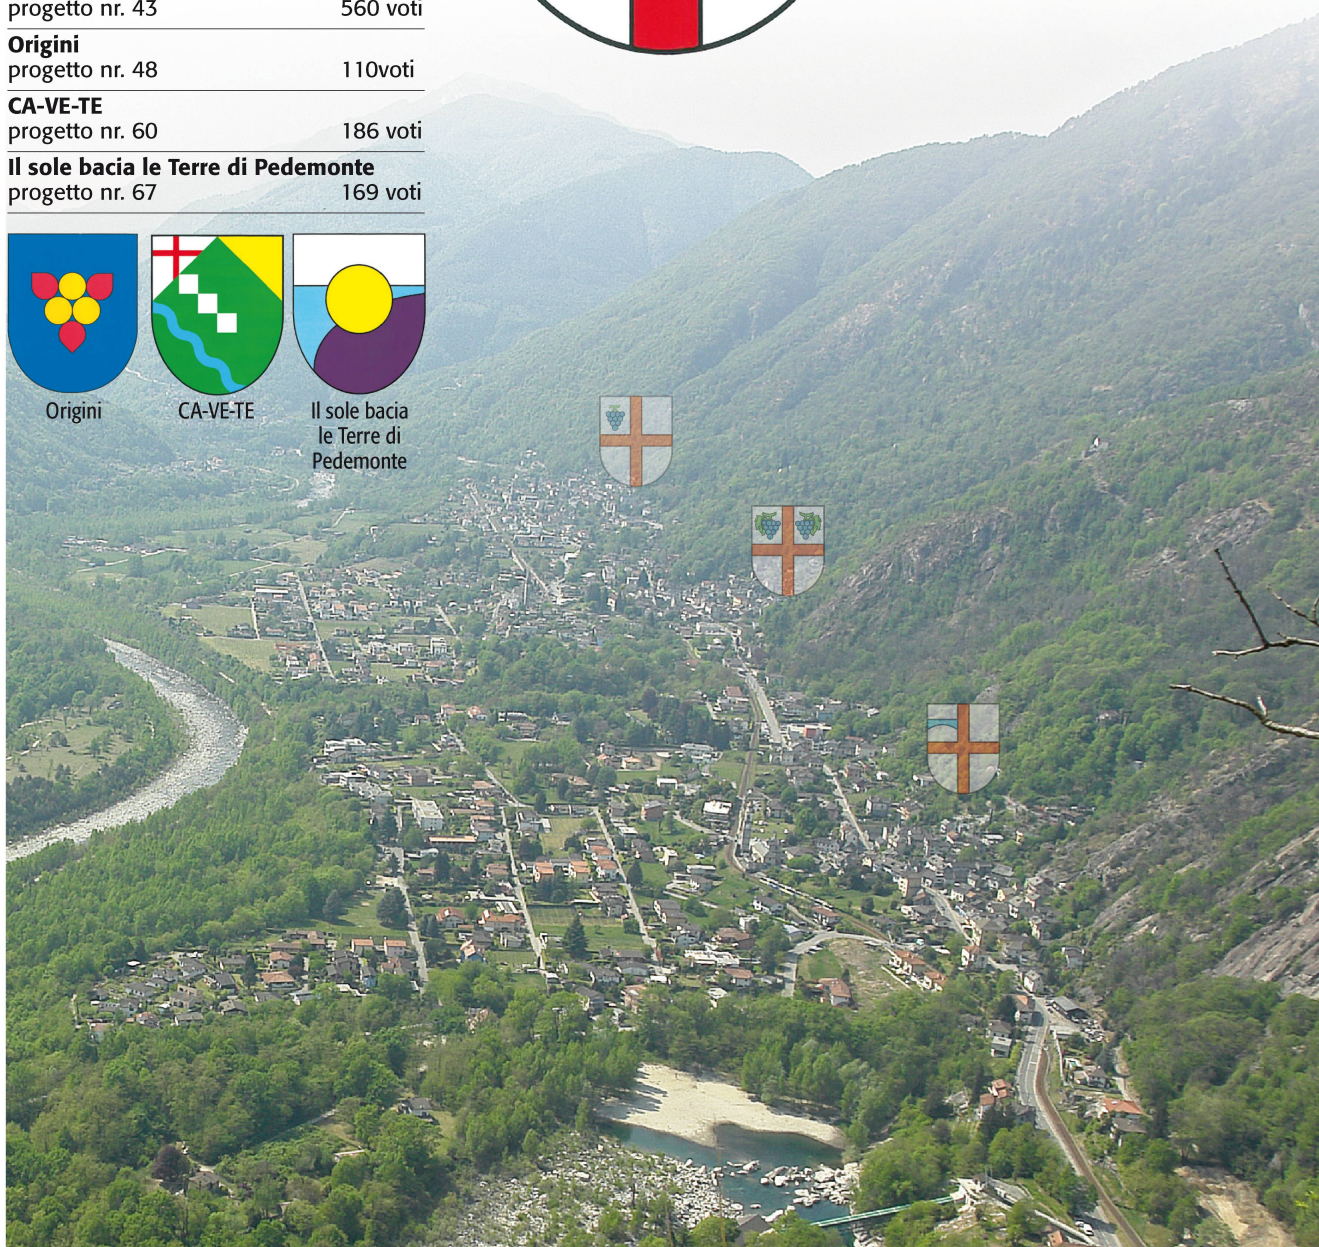 progetto nr. 43 560 voti
Origini
progetto nr. 48 110voti
CA-VE-TE
progetto nr. 60 186 voti
Il sole bacia le Terre di Pedemonte
progetto nr. 67 169 voti
Origini
CA-VE-TE
Il sole bacia
le Terre di
Pedemonte